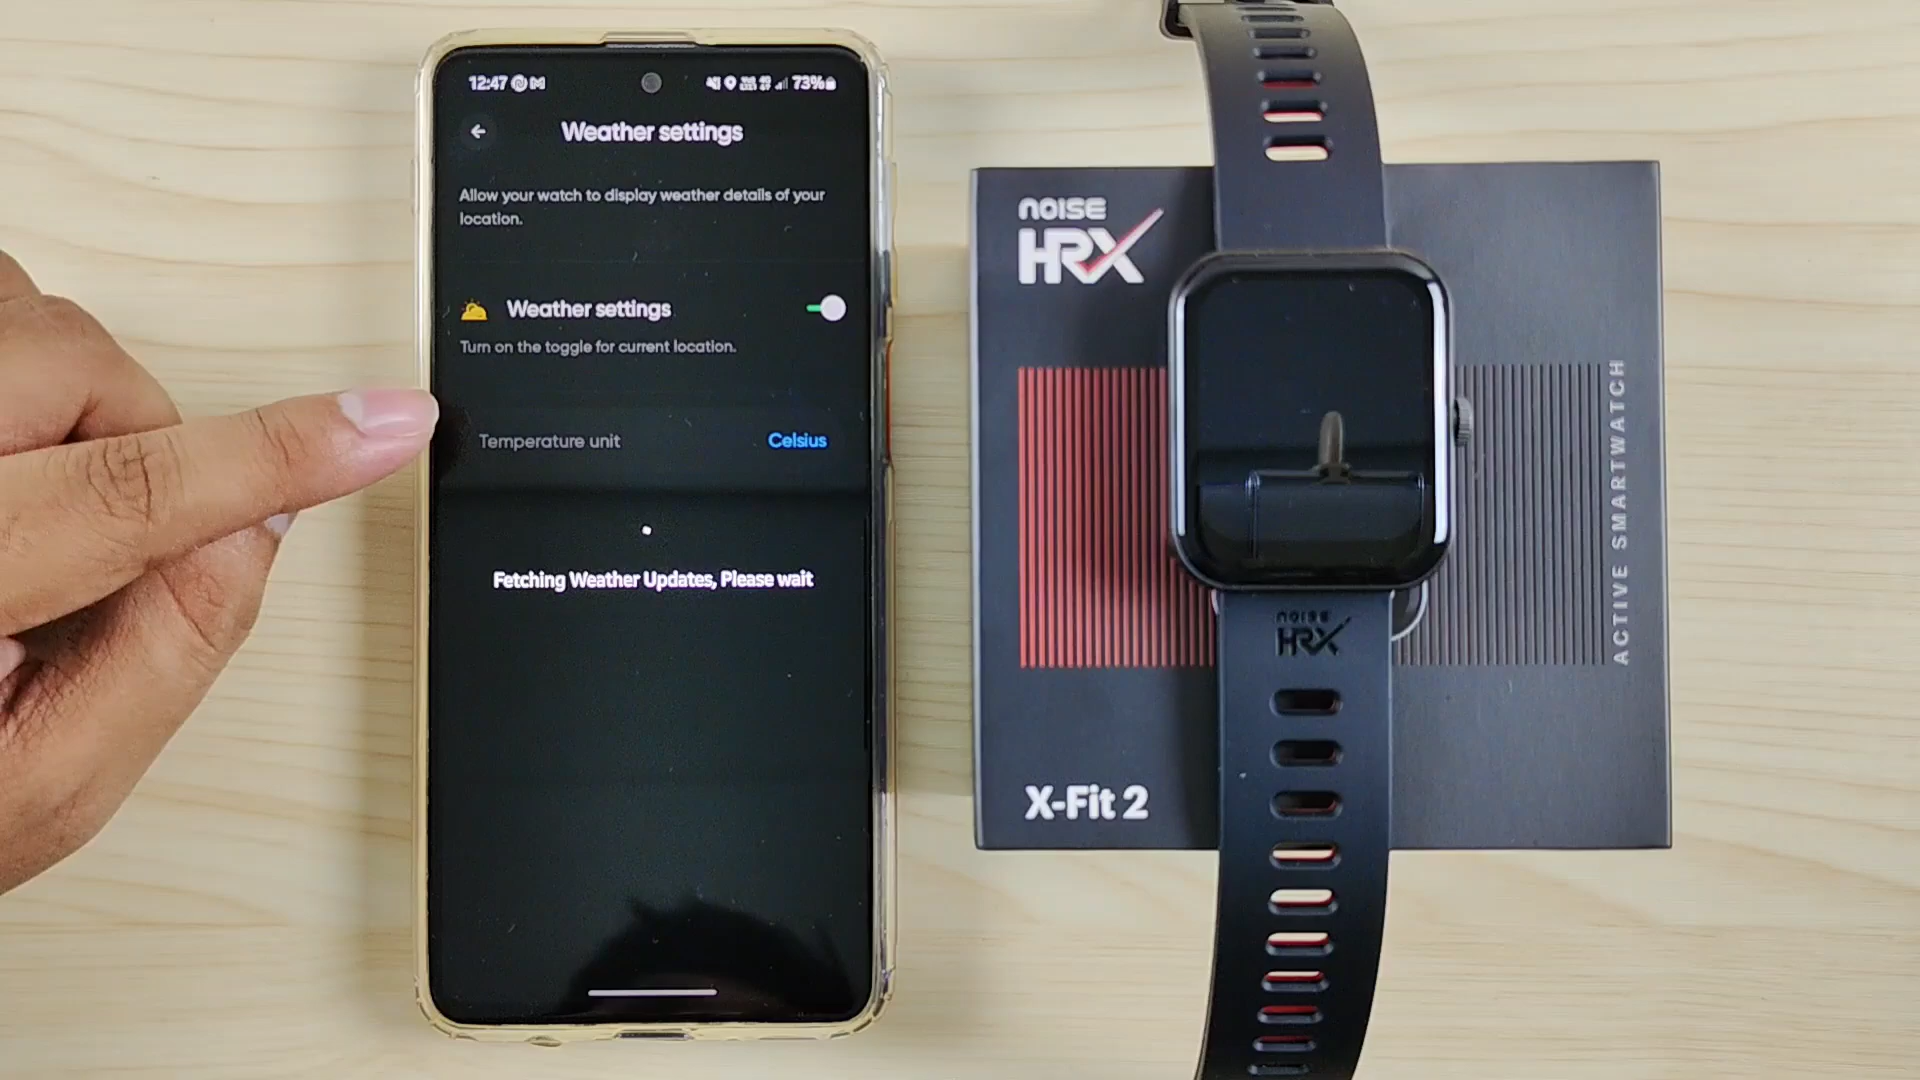 12:47
73%
Weather settings
Allow your watch to display weather details of your
location.
Weather settings
Turn on the toggle for current location.
Temperature unit
Celsius
Fetching Weather Updates, Please wait
noise
HRX
ACTIVE SMARTWATCH
noise
HRX
X-Fit 2